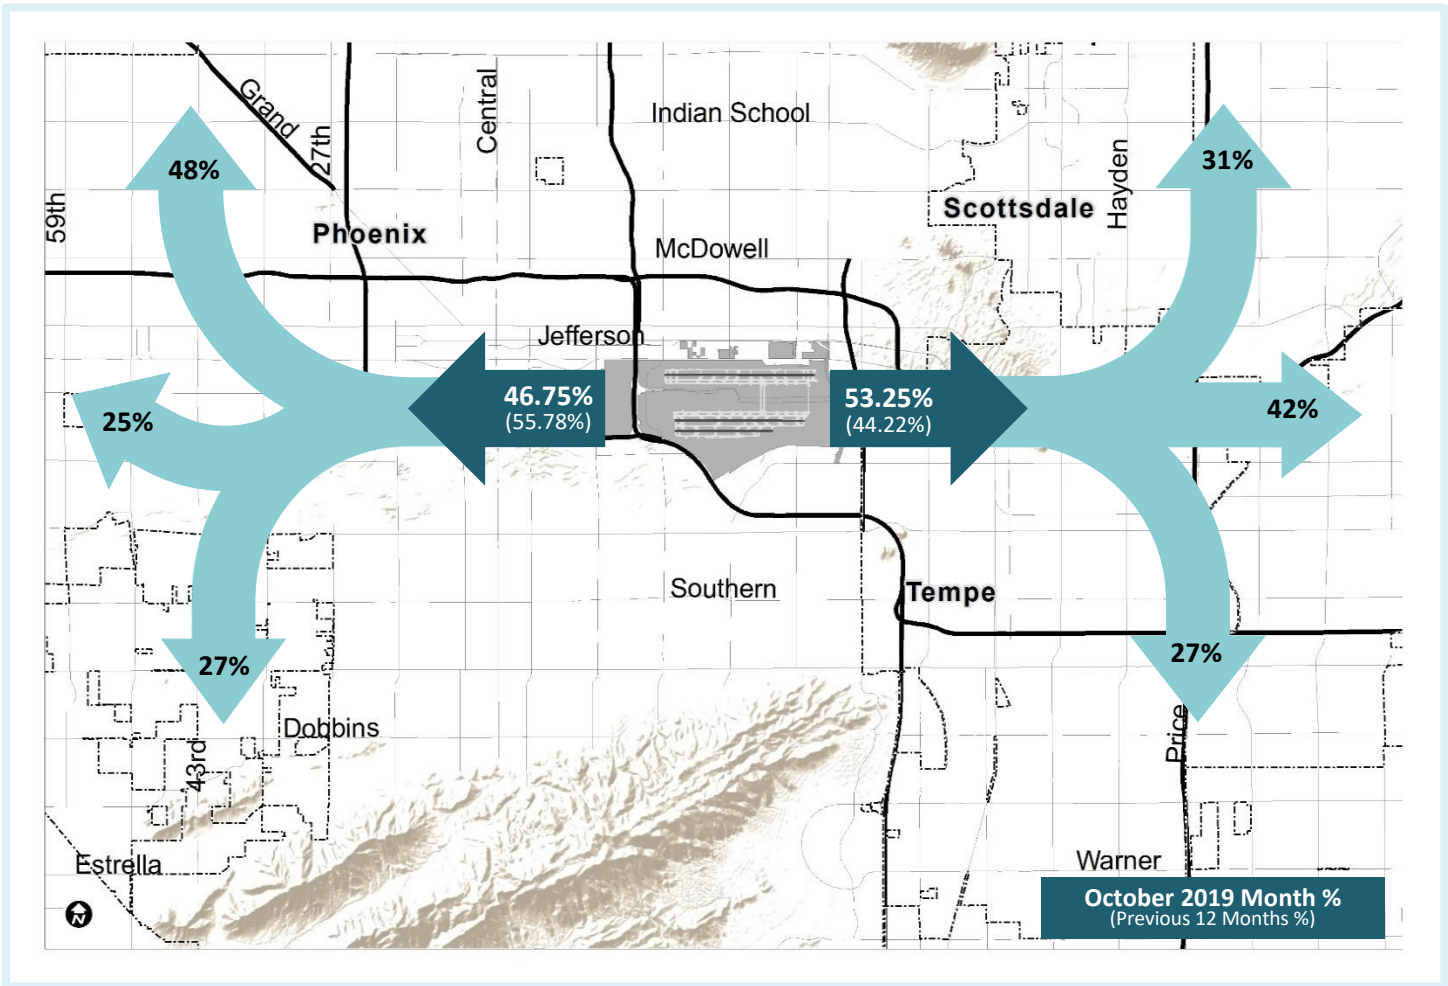 Grand
27th
Central
Indian School
48%
31%
59th
Hayden
Scottsdale
Phoenix
McDowell
Jefferson
46.75%
(55.78%)
53.25%
(44.22%)
25%
42%
Southern
Tempe
27%
27%
Dobbins
43rd
Price
Estrella
Warner
N
October 2019 Month %
(Previous 12 Months %)